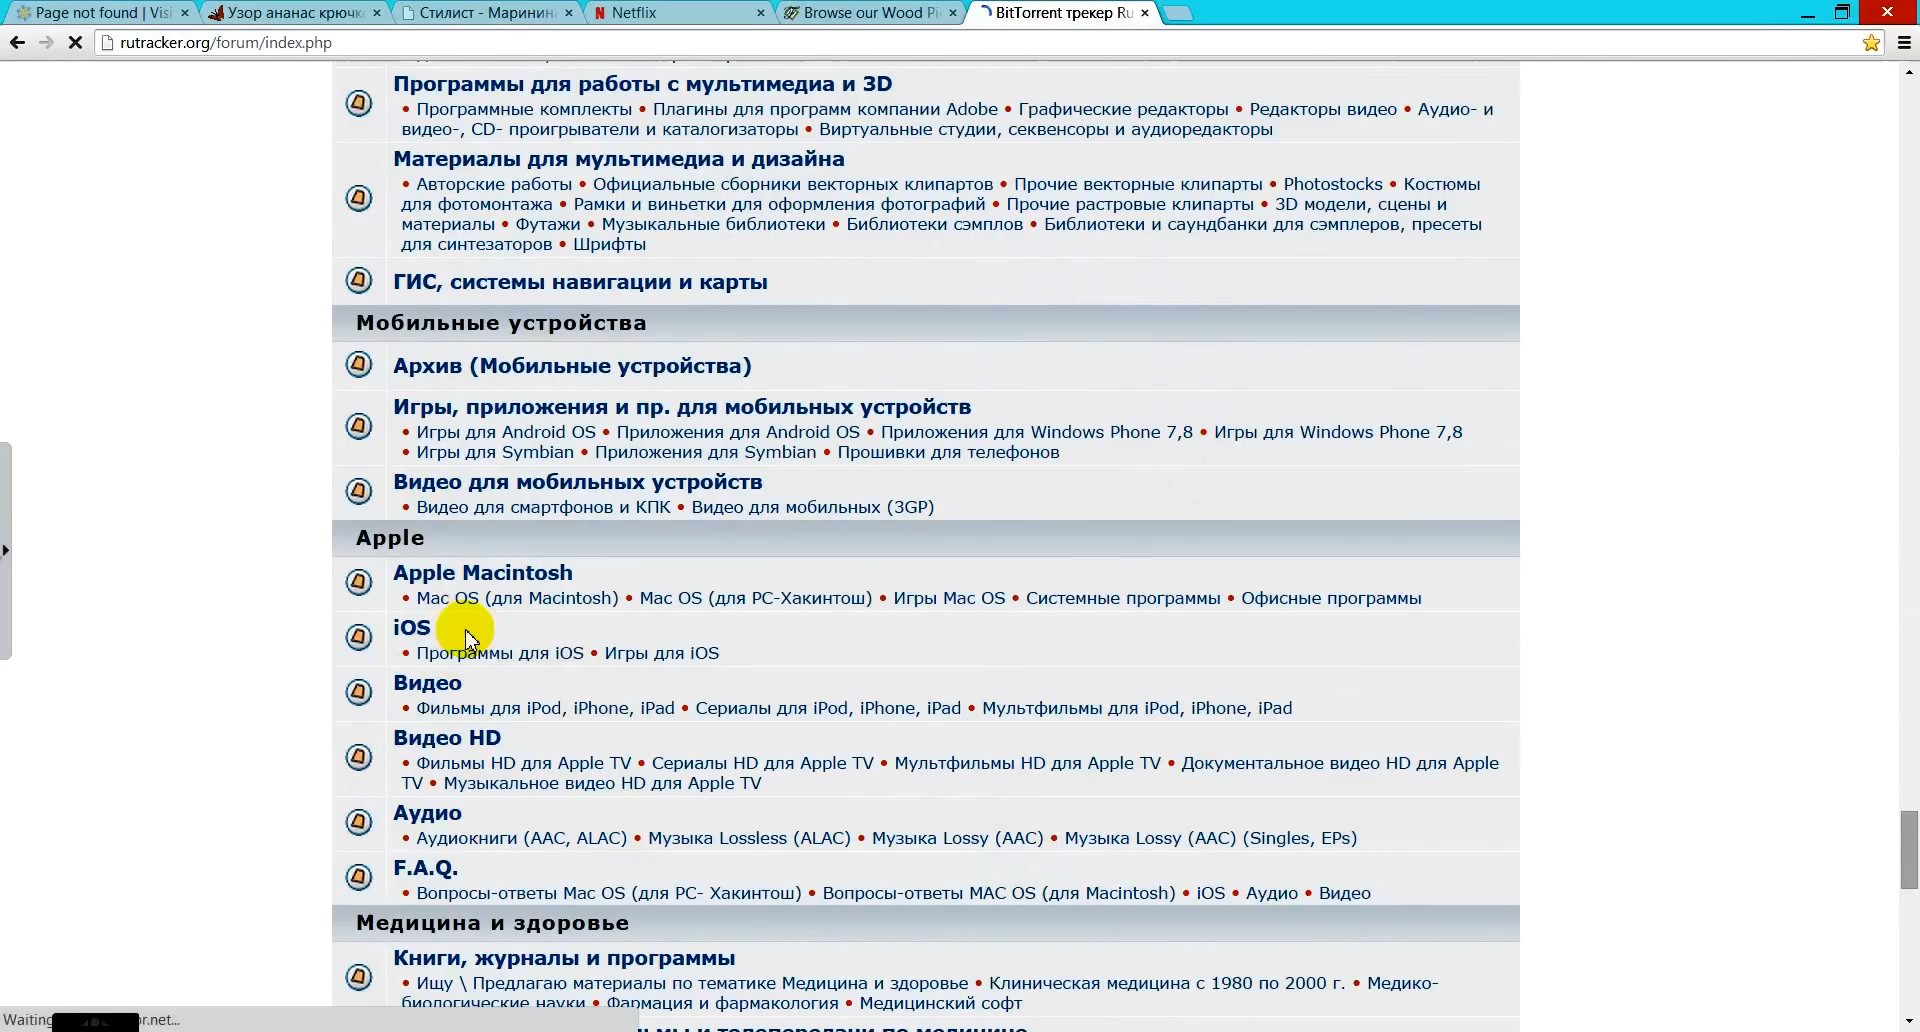 Page not found | Visi
Узор ананас крючк
Стилист - Маринин
Netflix
Browse our Wood Pi
BitTorrent трекер Ru
rutracker.org/forum/index.php
Программы для работы с мультимедиа и 3D
• Программные комплекты • Плагины для программ компании Adobe • Графические редакторы • Редакторы видео • Аудио- и
видео-, CD- проигрыватели и каталогизаторы • Виртуальные студии, секвенсоры и аудиоредакторы
Материалы для мультимедиа и дизайна
• Авторские работы • Официальные сборники векторных клипартов • Прочие векторные клипарты • Photostocks • Костюмы
для фотомонтажа • Рамки и виньетки для оформления фотографий • Прочие растровые клипарты • 3D модели, сцены и
материалы • Футажи • Музыкальные библиотеки • Библиотеки сэмплов • Библиотеки и саундбанки для сэмплеров, пресеты
для синтезаторов • Шрифты
ГИС, системы навигации и карты
Мобильные устройства
Архив (Мобильные устройства)
Игры, приложения и пр. для мобильных устройств
• Игры для Android OS • Приложения для Android OS • Приложения для Windows Phone 7,8 • Игры для Windows Phone 7,8
• Игры для Symbian • Приложения для Symbian • Прошивки для телефонов
Видео для мобильных устройств
• Видео для смартфонов и КПК • Видео для мобильных (3GP)
Apple
Apple Macintosh
• Mac OS (для Macintosh) • Mac OS (для PC-Хакинтош) • Игры Mac OS • Системные программы • Офисные программы
iOS
• Программы для iOS • Игры для iOS
Видео
• Фильмы для iPod, iPhone, iPad • Сериалы для iPod, iPhone, iPad • Мультфильмы для iPod, iPhone, iPad
Видео HD
• Фильмы HD для Apple TV • Сериалы HD для Apple TV • Мультфильмы HD для Apple TV • Документальное видео HD для Apple
TV • Музыкальное видео HD для Apple TV
Аудио
• Аудиокниги (AAC, ALAC) • Музыка Lossless (ALAC) • Музыка Lossy (AAC) • Музыка Lossy (AAC) (Singles, EPs)
F.A.Q.
• Вопросы-ответы Mac OS (для PC- Хакинтош) • Вопросы-ответы MAC OS (для Macintosh) • iOS • Аудио • Видео
Медицина и здоровье
Книги, журналы и программы
• Ищу \ Предлагаю материалы по тематике Медицина и здоровье • Клиническая медицина с 1980 по 2000 г. • Медико-
биологические науки • Фармация и фармакология • Медицинский софт
и телепередачи по медицине
Waiting or.net...